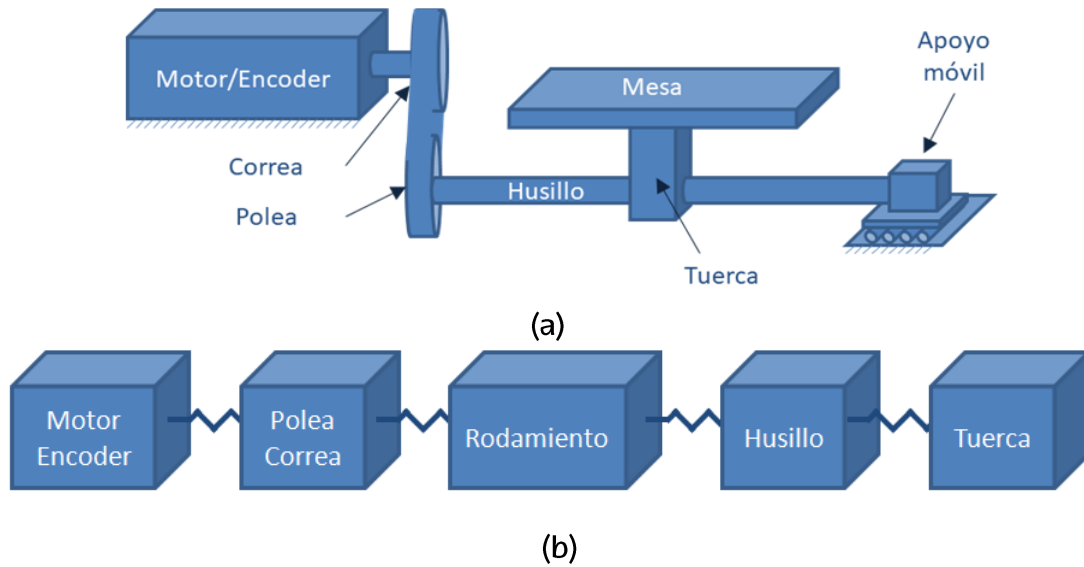 Apoyo
móvil
Motor/Encoder
Mesa
Correa
Husillo
Polea
Tuerca
(a)
Motor
Encoder
Polea
Correa
Rodamiento
Husillo
Tuerca
(b)